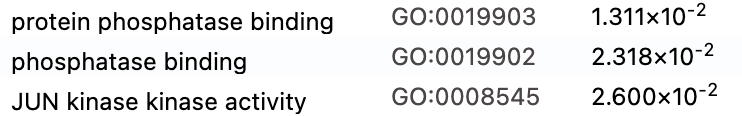 protein phosphatase binding GO:0019903 1.311×10⁻²
phosphatase binding GO:0019902 2.318×10⁻²
JUN kinase kinase activity GO:0008545 2.600×10⁻²